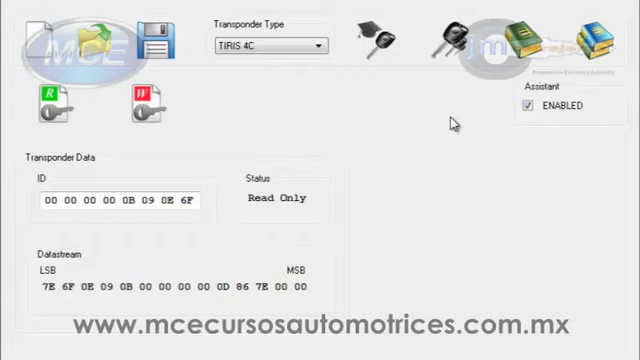 Transponder Type
MCE
TIRIS 4C
jm
R
W
Assistant
ENABLED
Transponder Data
ID
Status
00 00 00 00 0B 09 0E 6F
Read Only
Datastream
LSB
MSB
7E 6F 0E 09 0B 00 00 00 00 0D 86 7E 00 00
www.mcecursosautomotrices.com.mx